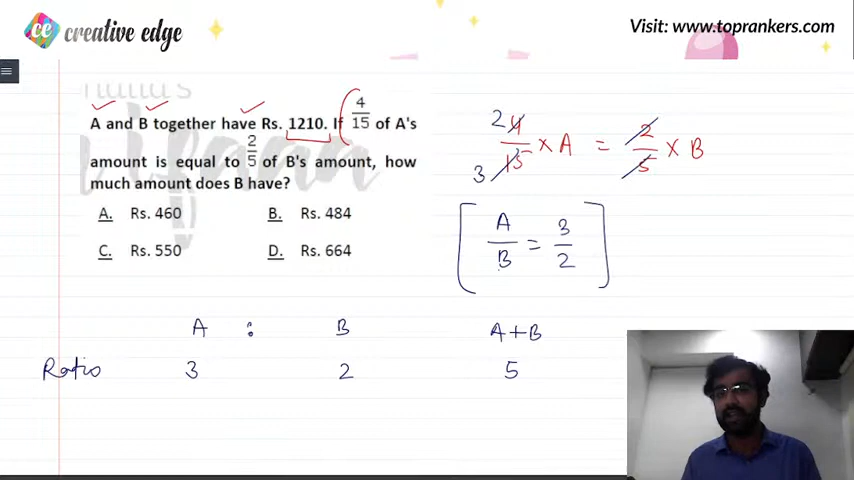 creative edge
Visit: www.toprankers.com
A and B together have Rs. 1210. If 4/15 of A's
amount is equal to 2/5 of B's amount, how
much amount does B have?
A. Rs. 460 B. Rs. 484
C. Rs. 550 D. Rs. 664
2 4/15 3 × A = 2/5 × B
A/B = 3/2
A : B A+B
Ratio 3 2 5